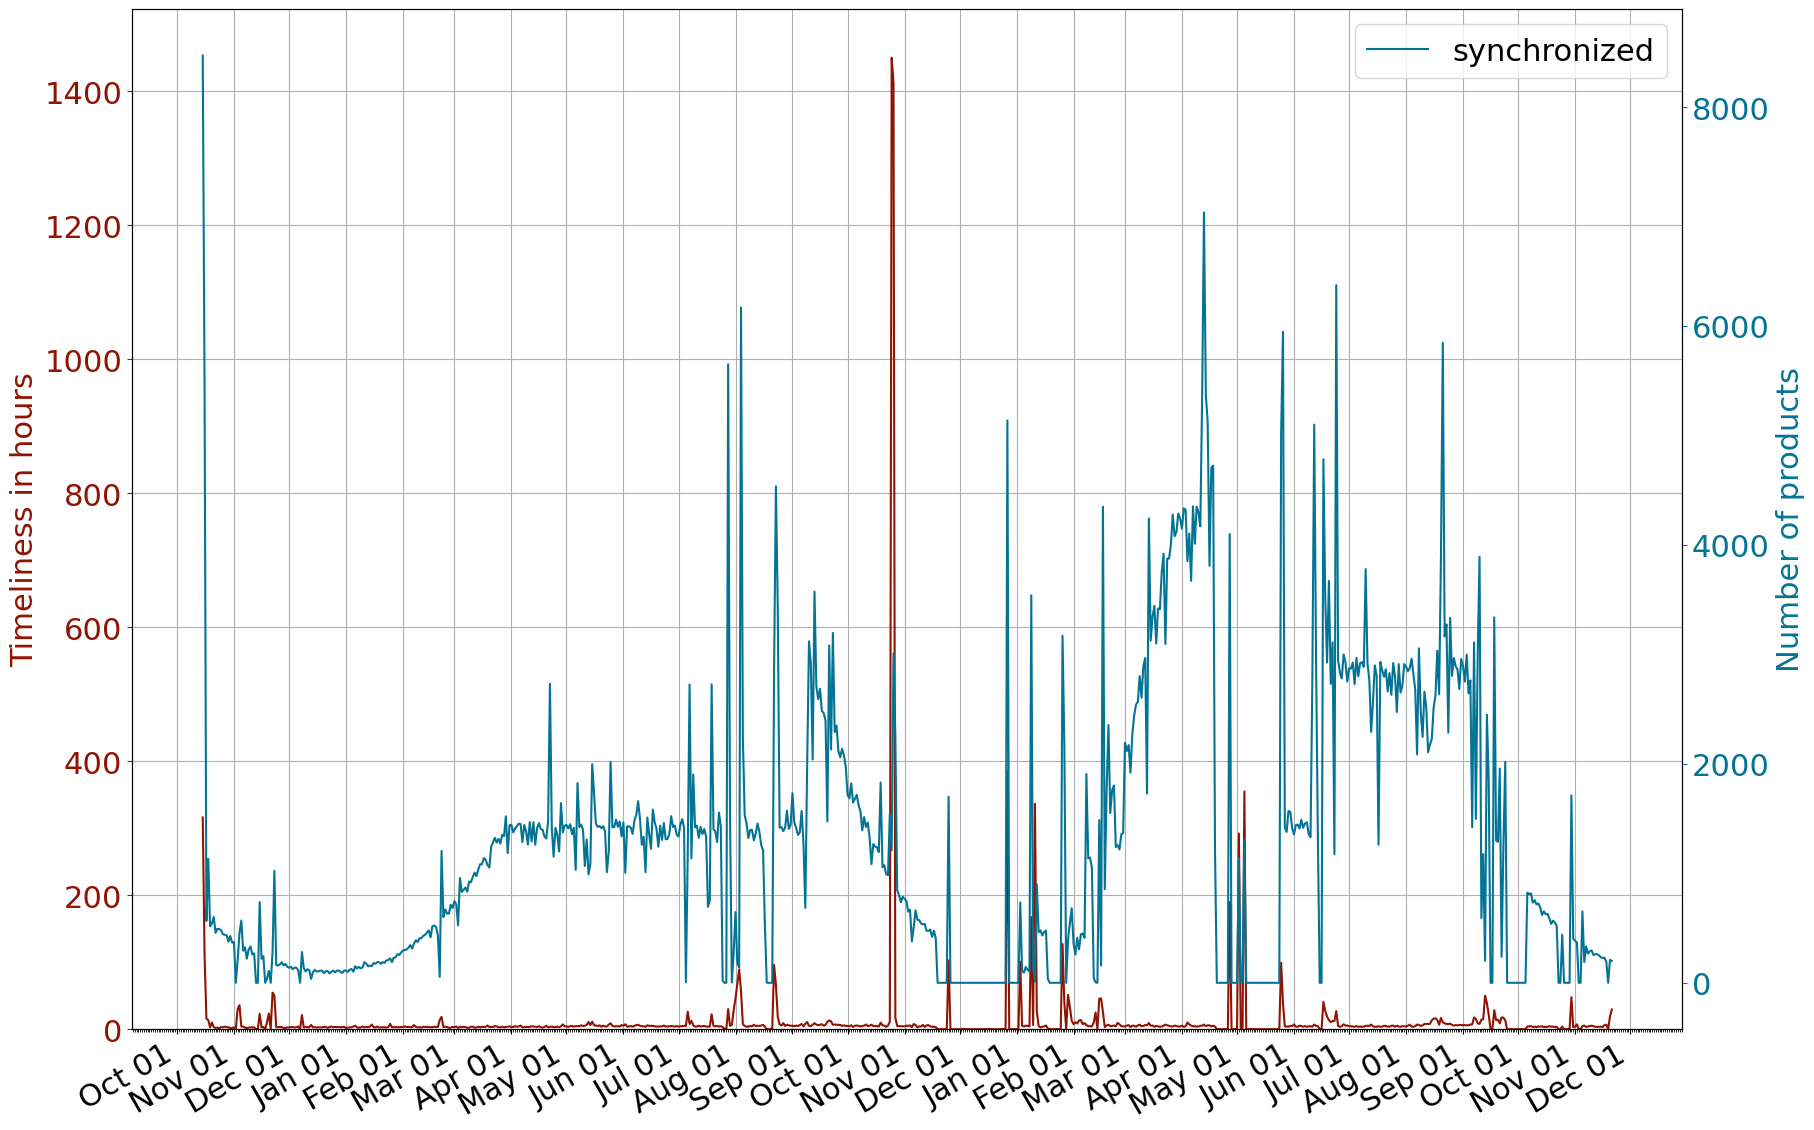 synchronized
Timeliness in hours
1400
1200
1000
800
600
400
200
0
Number of products
8000
6000
4000
2000
0
Oct 01
Nov 01
Dec 01
Jan 01
Feb 01
Mar 01
Apr 01
May 01
Jun 01
Jul 01
Aug 01
Sep 01
Oct 01
Nov 01
Dec 01
Jan 01
Feb 01
Mar 01
Apr 01
May 01
Jun 01
Jul 01
Aug 01
Sep 01
Oct 01
Nov 01
Dec 01